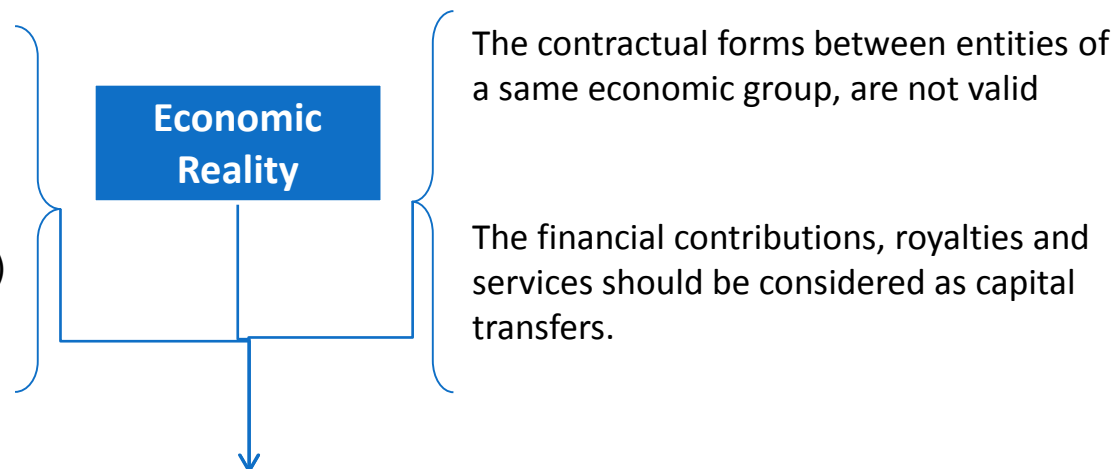 Economic
Reality
The contractual forms between entities of
a same economic group, are not valid
The financial contributions, royalties and
services should be considered as capital
transfers.
)